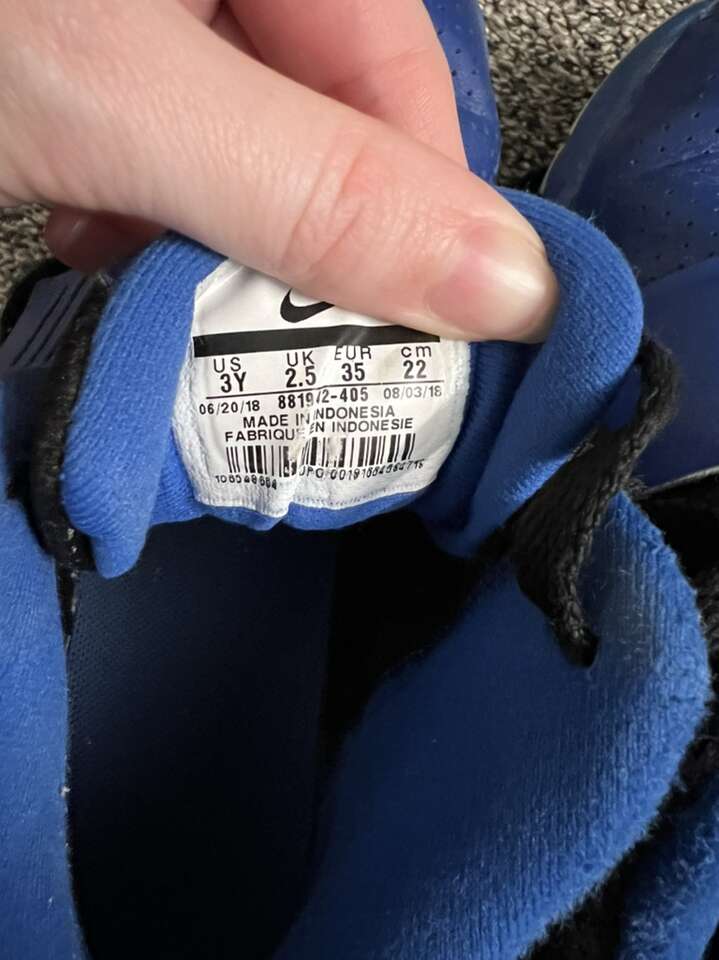 US UK EUR cm
3Y 2.5 35 22
06/20/18 08/03/18
MADE IN INDONESIA
FABRIQUE EN INDONESIE